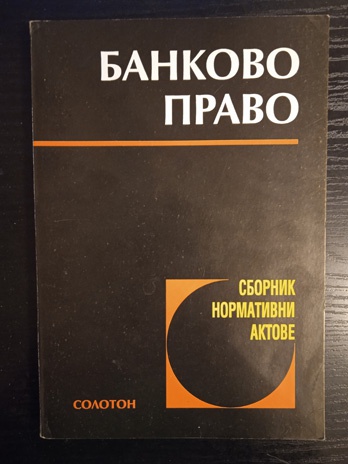 БАНКОВО
ПРАВО
СБОРНИК
НОРМАТИВНИ
АКТОВЕ
СОЛОТОН